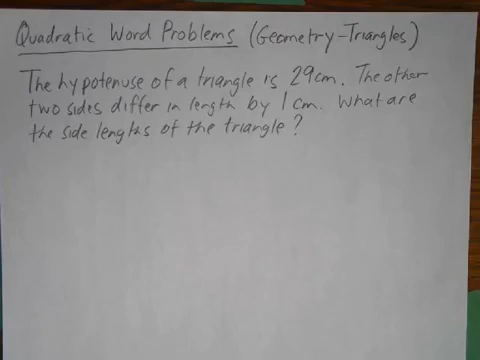 Quadratic Word Problems (Geometry-Triangles)
The hypotenuse of a triangle is 29cm. The other
two sides differ in length by 1cm. What are
the side lengths of the triangle?